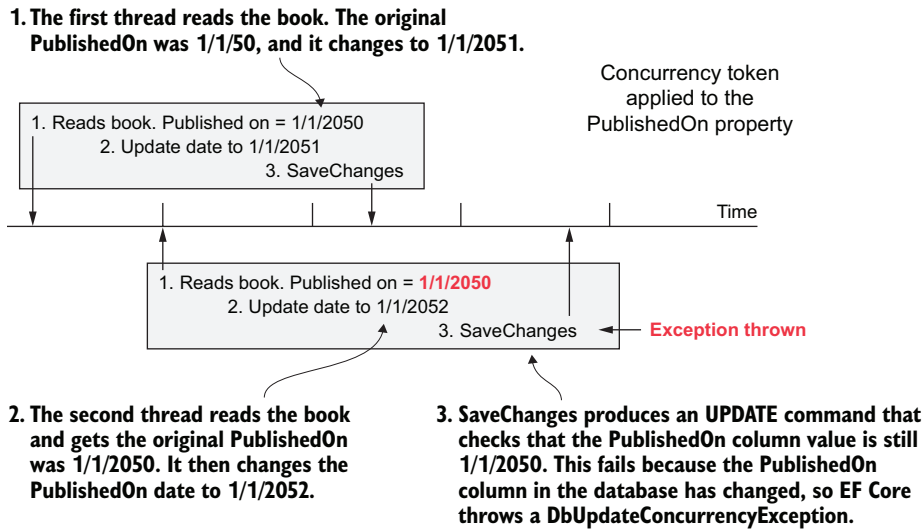 1. The first thread reads the book. The original
PublishedOn was 1/1/50, and it changes to 1/1/2051.
Concurrency token
applied to the
PublishedOn property
1. Reads book. Published on = 1/1/2050
2. Update date to 1/1/2051
3. SaveChanges
Time
1. Reads book. Published on = 1/1/2050
2. Update date to 1/1/2052
3. SaveChanges
Exception thrown
2. The second thread reads the book
and gets the original PublishedOn
was 1/1/2050. It then changes the
PublishedOn date to 1/1/2052.
3. SaveChanges produces an UPDATE command that
checks that the PublishedOn column value is still
1/1/2050. This fails because the PublishedOn
column in the database has changed, so EF Core
throws a DbUpdateConcurrencyException.